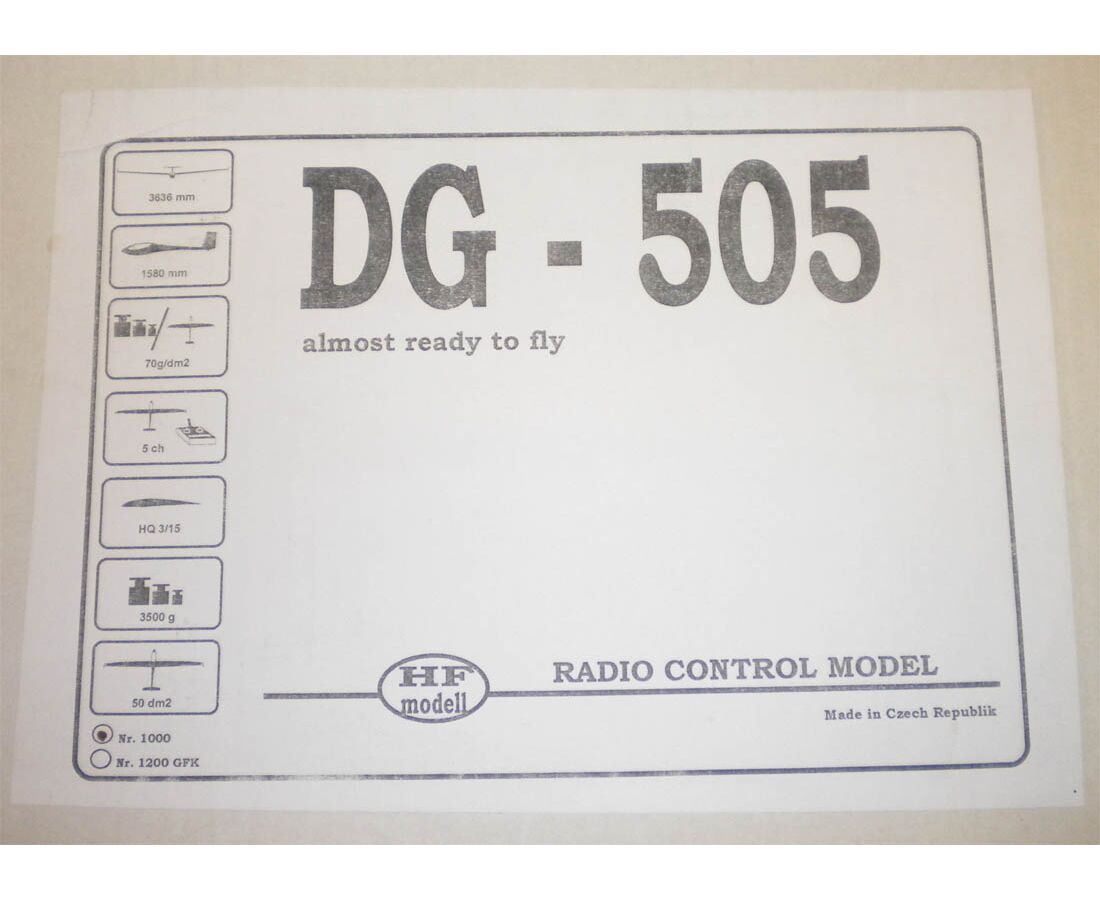 DG - 505
almost ready to fly
3636 mm
1580 mm
70g/dm2
5 ch
HQ 3/15
3500 g
50 dm2
Nr. 1000
Nr. 1200 GFK
HF
modell
RADIO CONTROL MODEL
Made in Czech Republik